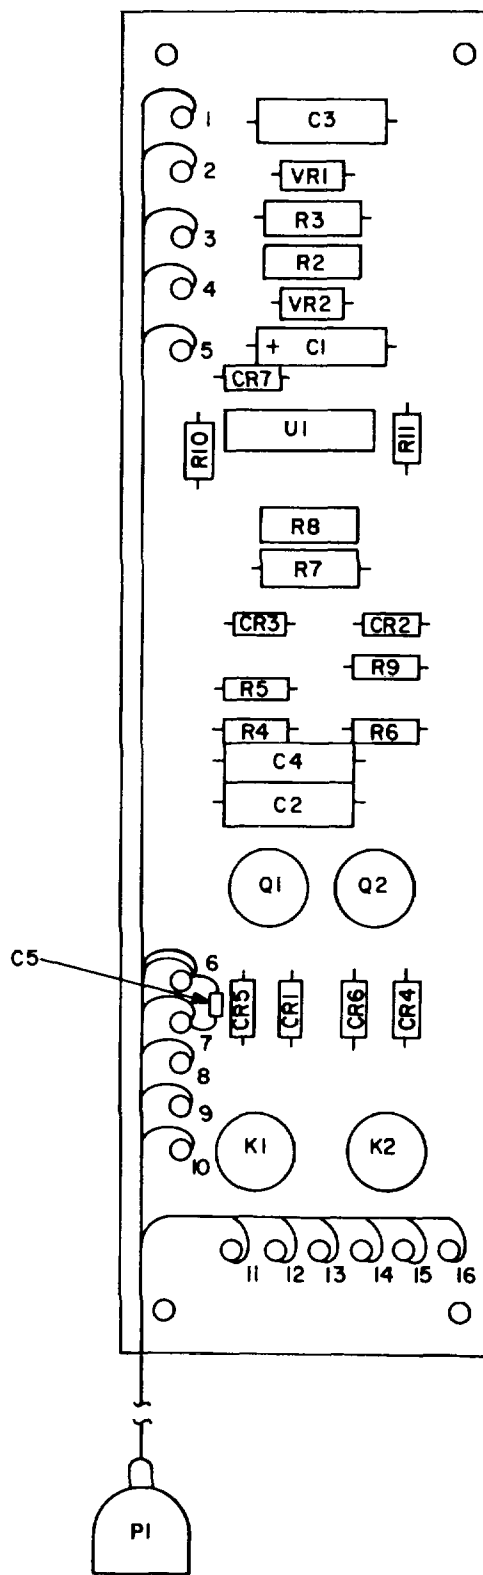 1
C3
2
VR1
3
R3
R2
4
VR2
5
+ C1
CR7
R10
U1
R11
R8
R7
CR3 CR2
R9
R5
R4 R6
C4
C2
Q1 Q2
C5
6
CR5 CR1 CR6 CR4
7
8
9
10
K1 K2
11 12 13 14 15 16
P1